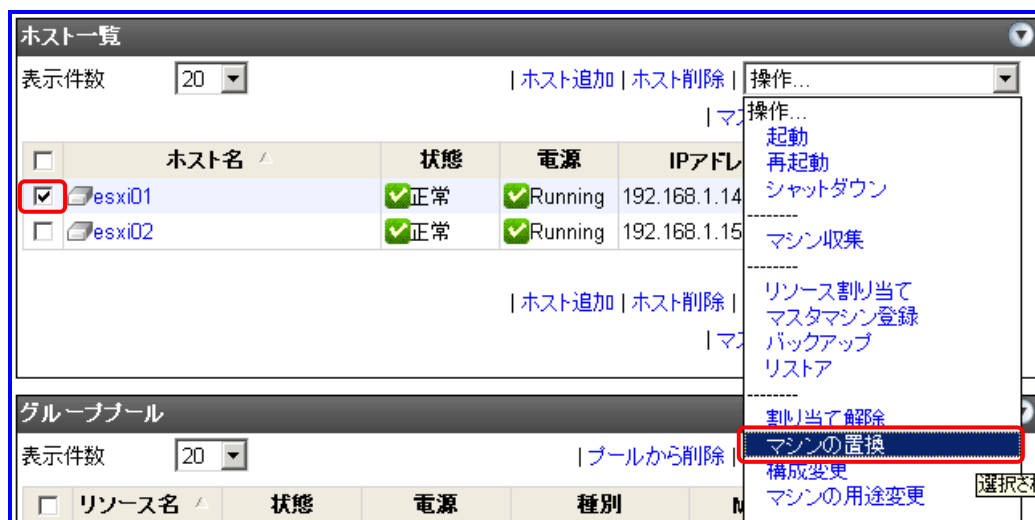 ホスト一覧
表示件数 20 | ホスト追加 | ホスト削除 | 操作...
| マ
ホスト名 状態 電源 IPアドレ
esxi01 正常 Running 192.168.1.14
esxi02 正常 Running 192.168.1.15
| ホスト追加 | ホスト削除 |
| マ
操作...
起動
再起動
シャットダウン
--------
マシン収集
--------
リソース割り当て
マスタマシン登録
バックアップ
リストア
--------
割り当て解除
マシンの置換
構成変更
マシンの用途変更
選択さ
グループプール
表示件数 20 | プールから削除 |
リソース名 状態 電源 種別 M